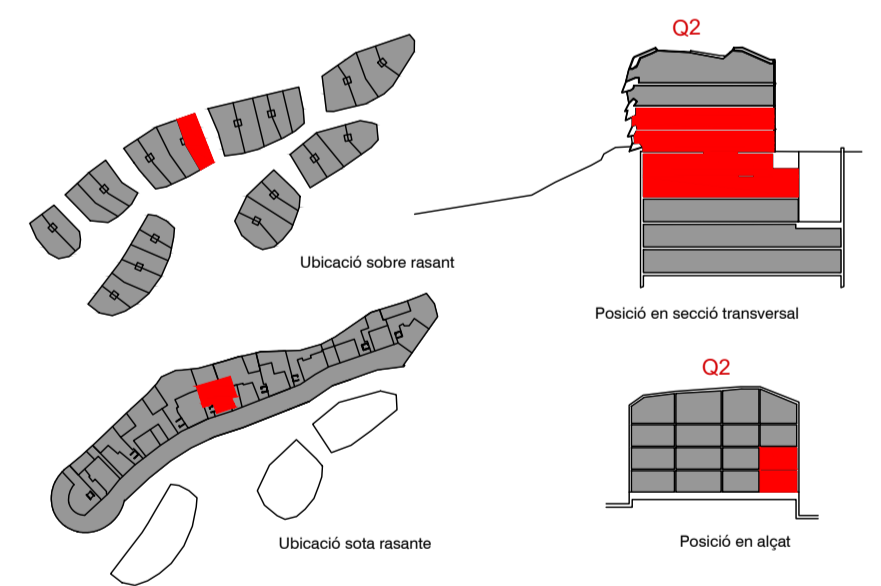 Q2
Ubicació sobre rasant
Posició en secció transversal
Q2
Ubicació sota rasante
Posició en alçat